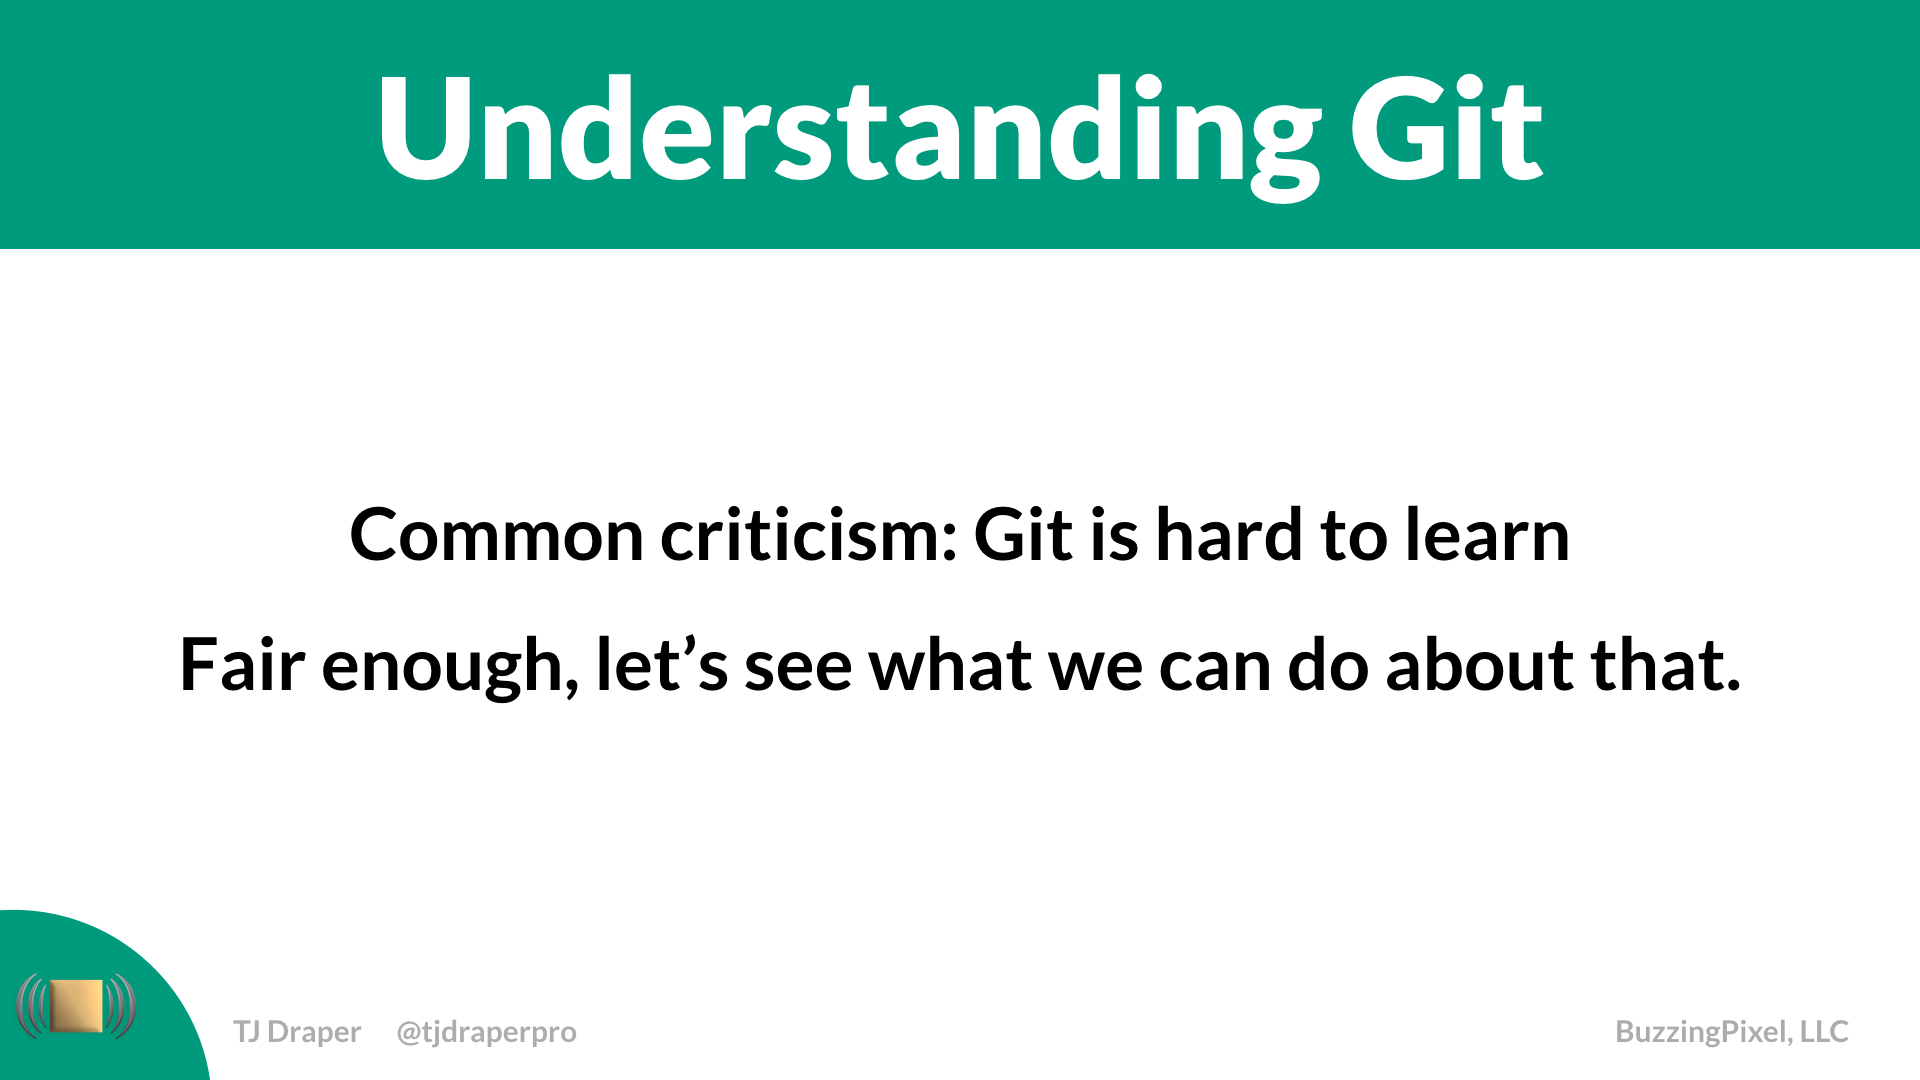 Understanding Git
Common criticism: Git is hard to learn
Fair enough, let’s see what we can do about that.
TJ Draper @tjdraperpro BuzzingPixel, LLC